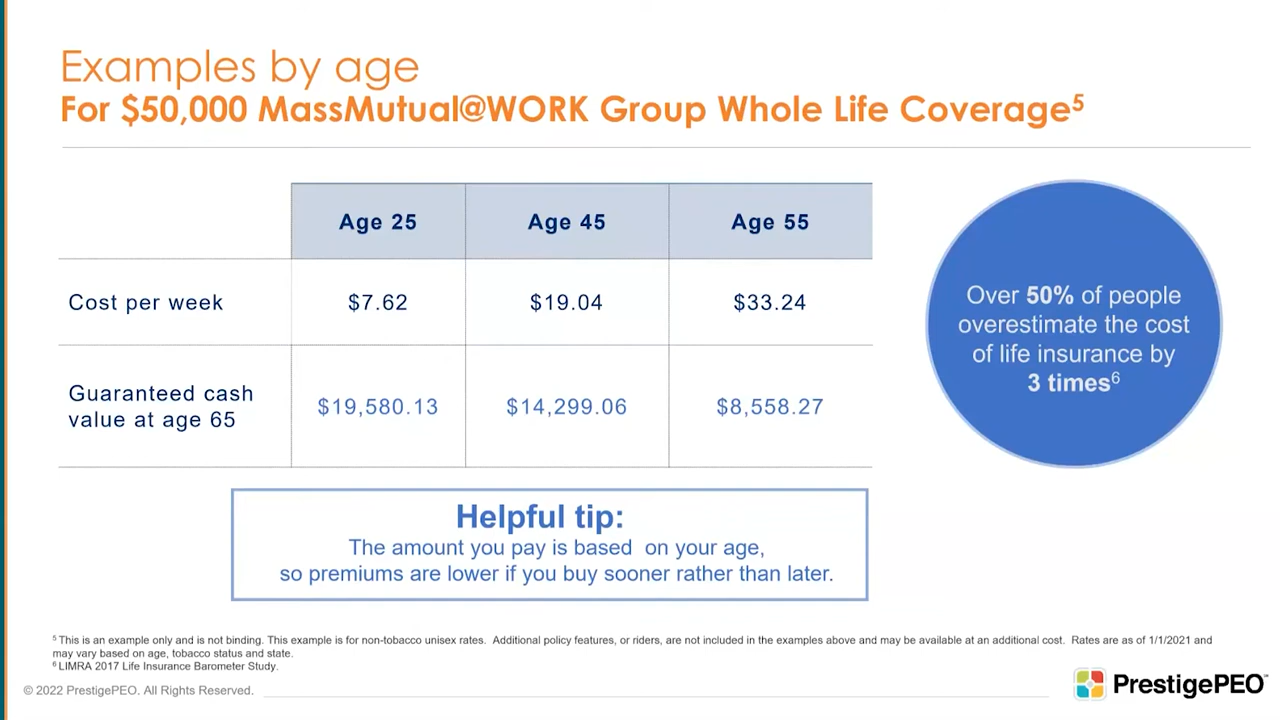 Examples by age
For $50,000 MassMutual@WORK Group Whole Life Coverage⁵
Age 25 Age 45 Age 55
Cost per week $7.62 $19.04 $33.24
Guaranteed cash
value at age 65 $19,580.13 $14,299.06 $8,558.27
Over 50% of people
overestimate the cost
of life insurance by
3 times⁶
Helpful tip:
The amount you pay is based on your age,
so premiums are lower if you buy sooner rather than later.
⁵ This is an example only and is not binding. This example is for non-tobacco unisex rates. Additional policy features, or riders, are not included in the examples above and may be available at an additional cost. Rates are as of 1/1/2021 and
may vary based on age, tobacco status and state.
⁶ LIMRA 2017 Life Insurance Barometer Study.
© 2022 PrestigePEO. All Rights Reserved.
PrestigePEO™